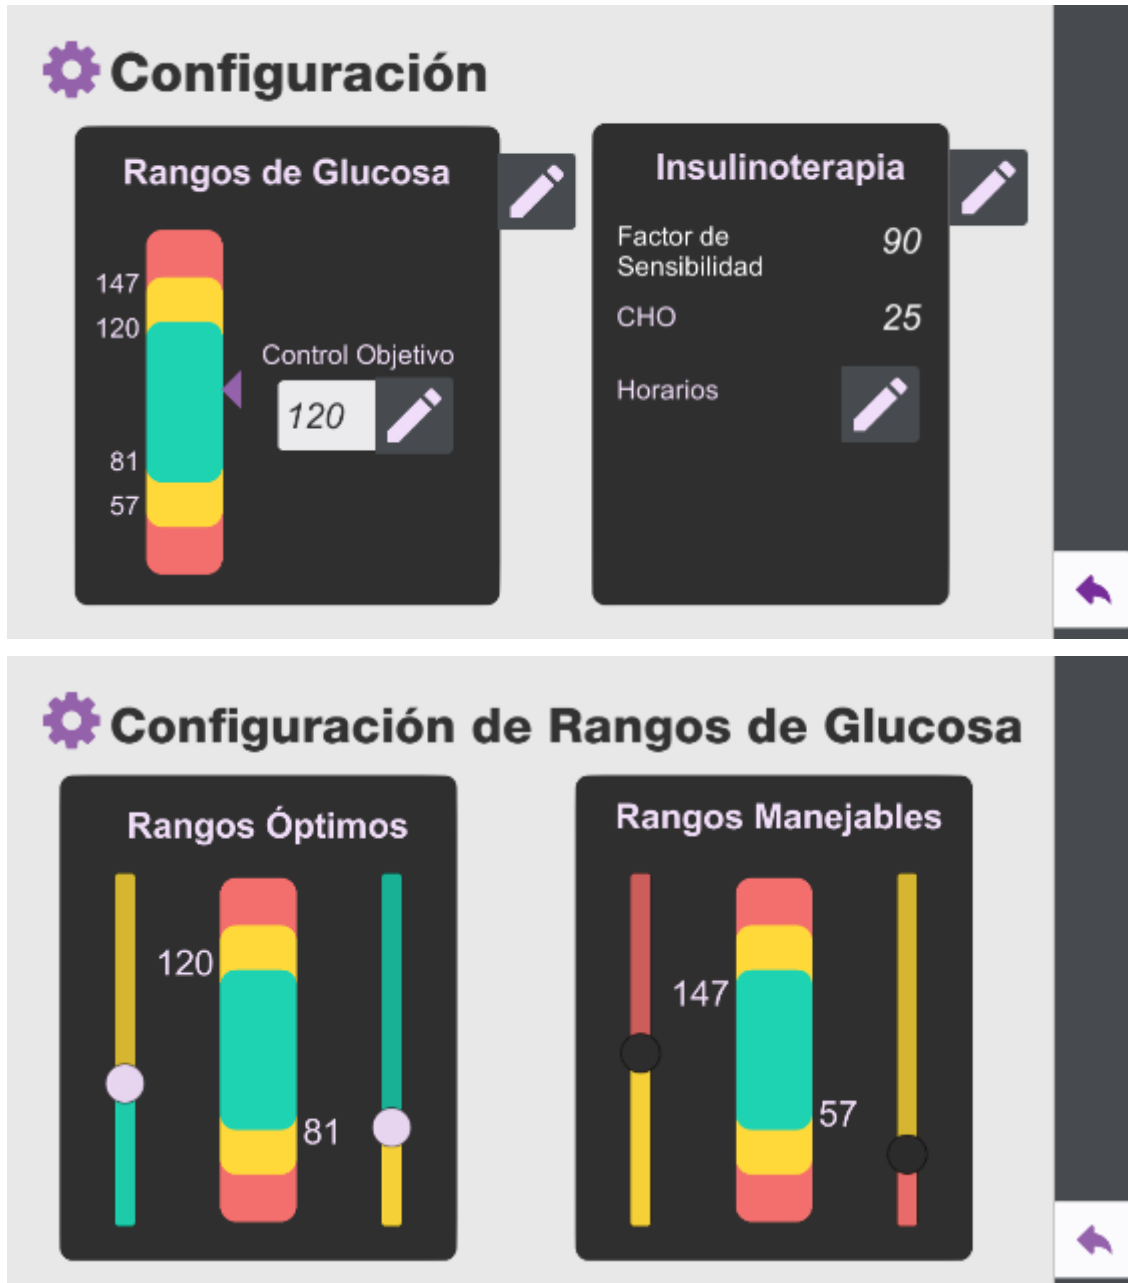 Configuración
Rangos de Glucosa
147
120
81
57
Control Objetivo
120
Insulinoterapia
Factor de
Sensibilidad
90
CHO
25
Horarios
Configuración de Rangos de Glucosa
Rangos Óptimos
120
81
Rangos Manejables
147
57